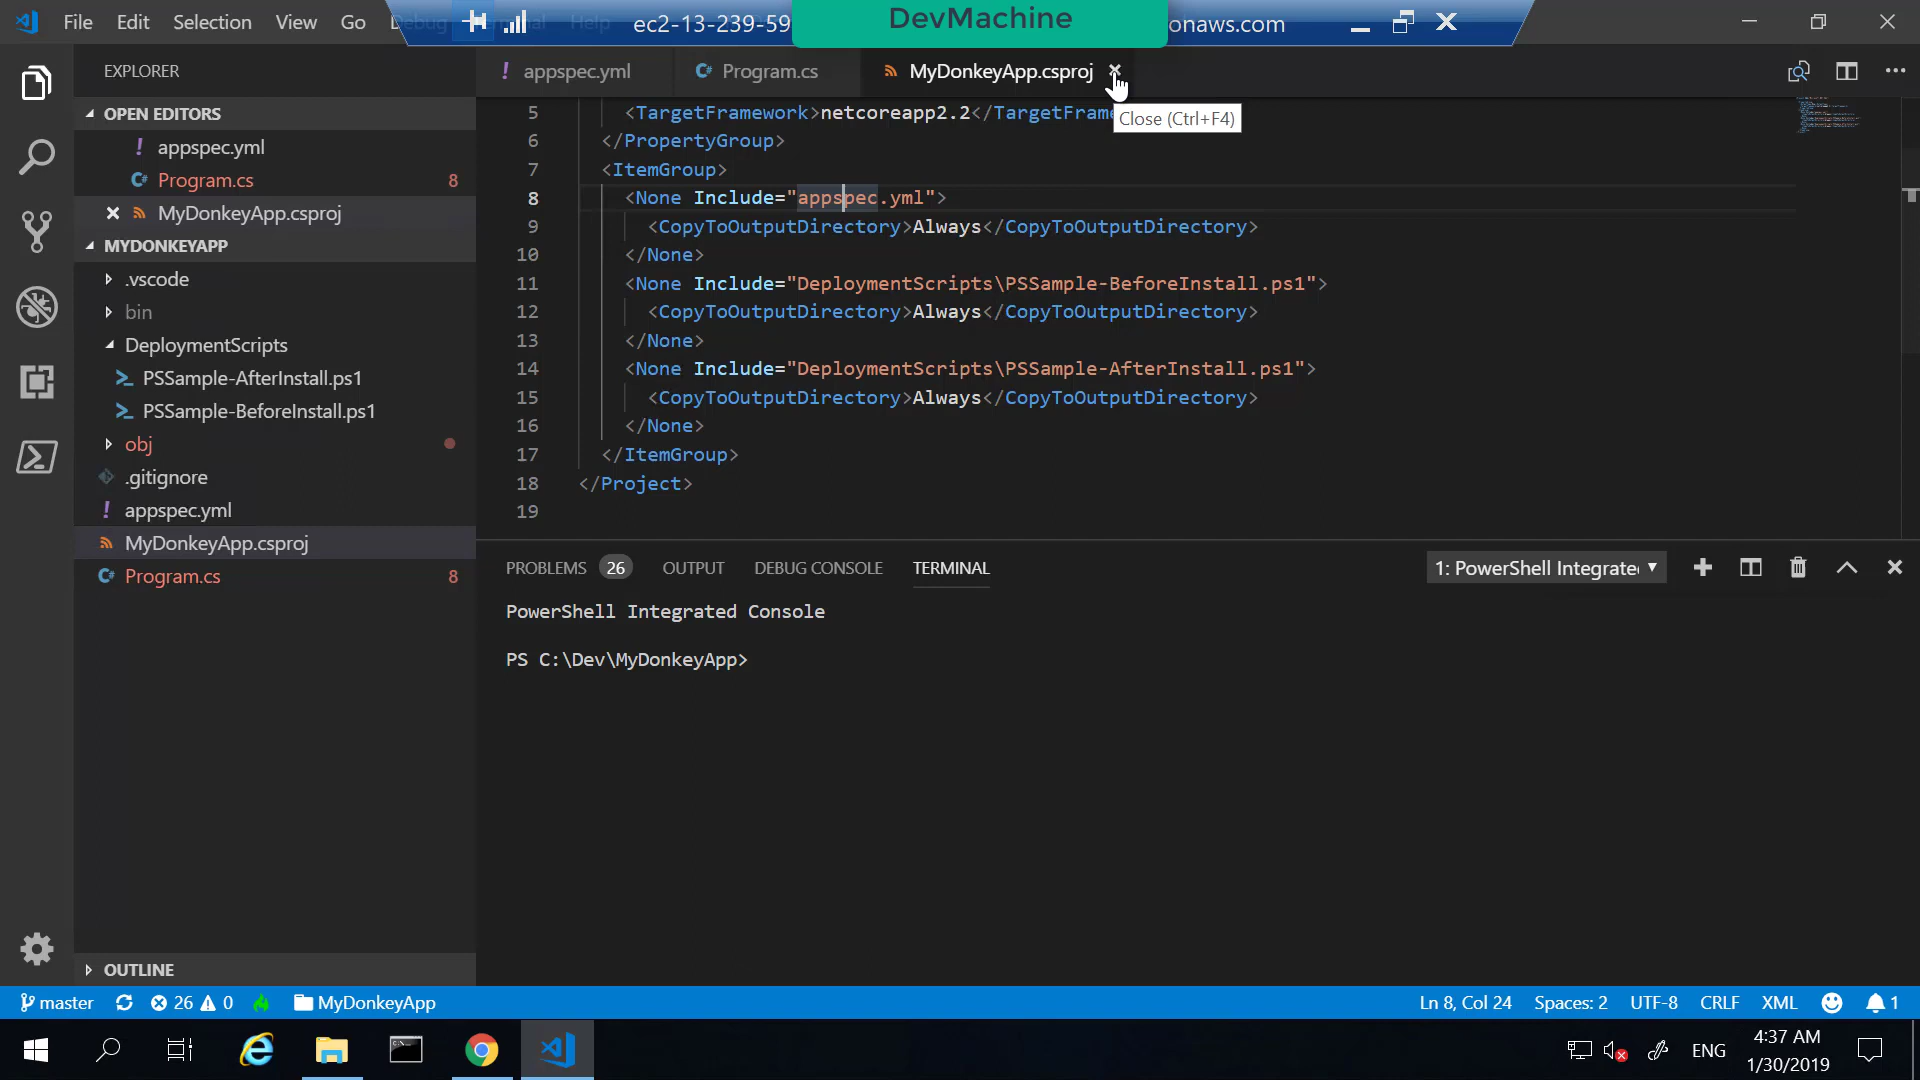 File Edit Selection View Go Debug Terminal Help
ec2-13-239-59
DevMachine
onaws.com
EXPLORER
appspec.yml
Program.cs
MyDonkeyApp.csproj
Close (Ctrl+F4)
OPEN EDITORS
appspec.yml
Program.cs 8
MyDonkeyApp.csproj
MYDONKEYAPP
.vscode
bin
DeploymentScripts
PSSample-AfterInstall.ps1
PSSample-BeforeInstall.ps1
obj
.gitignore
appspec.yml
MyDonkeyApp.csproj
Program.cs 8
OUTLINE
5 <TargetFramework>netcoreapp2.2</TargetFrame
6 </PropertyGroup>
7 <ItemGroup>
8 <None Include="appspec.yml">
9 <CopyToOutputDirectory>Always</CopyToOutputDirectory>
10 </None>
11 <None Include="DeploymentScripts\PSSample-BeforeInstall.ps1">
12 <CopyToOutputDirectory>Always</CopyToOutputDirectory>
13 </None>
14 <None Include="DeploymentScripts\PSSample-AfterInstall.ps1">
15 <CopyToOutputDirectory>Always</CopyToOutputDirectory>
16 </None>
17 </ItemGroup>
18 </Project>
19
PROBLEMS 26 OUTPUT DEBUG CONSOLE TERMINAL
1: PowerShell Integrate
PowerShell Integrated Console
PS C:\Dev\MyDonkeyApp>
master 26 0 MyDonkeyApp
Ln 8, Col 24 Spaces: 2 UTF-8 CRLF XML 1
ENG
4:37 AM
1/30/2019